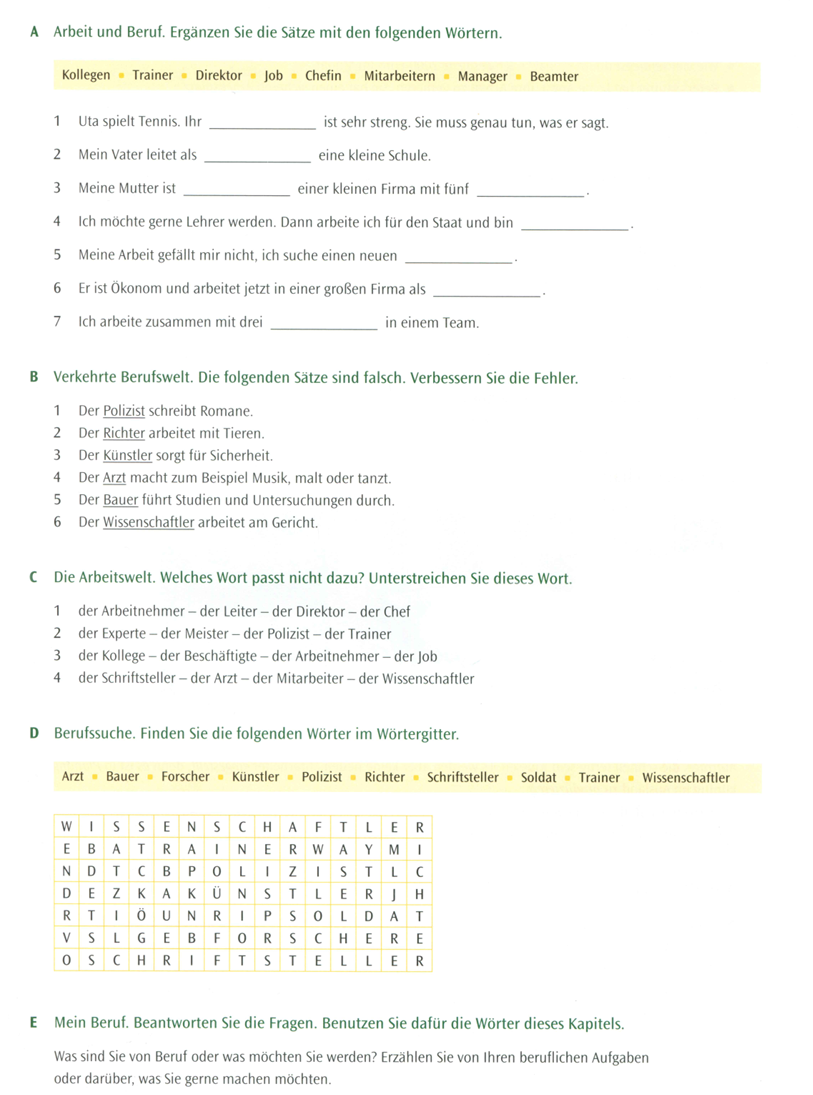 A Arbeit und Beruf. Ergänzen Sie die Sätze mit den folgenden Wörtern.
Kollegen ▪ Trainer ▪ Direktor ▪ Job ▪ Chefin ▪ Mitarbeitern ▪ Manager ▪ Beamter
1 Uta spielt Tennis. Ihr ____________ ist sehr streng. Sie muss genau tun, was er sagt.
2 Mein Vater leitet als ____________ eine kleine Schule.
3 Meine Mutter ist ____________ einer kleinen Firma mit fünf ____________.
4 Ich möchte gerne Lehrer werden. Dann arbeite ich für den Staat und bin ____________.
5 Meine Arbeit gefällt mir nicht, ich suche einen neuen ____________.
6 Er ist Ökonom und arbeitet jetzt in einer großen Firma als ____________.
7 Ich arbeite zusammen mit drei ____________ in einem Team.
B Verkehrte Berufswelt. Die folgenden Sätze sind falsch. Verbessern Sie die Fehler.
1 Der Polizist schreibt Romane.
2 Der Richter arbeitet mit Tieren.
3 Der Künstler sorgt für Sicherheit.
4 Der Arzt macht zum Beispiel Musik, malt oder tanzt.
5 Der Bauer führt Studien und Untersuchungen durch.
6 Der Wissenschaftler arbeitet am Gericht.
C Die Arbeitswelt. Welches Wort passt nicht dazu? Unterstreichen Sie dieses Wort.
1 der Arbeitnehmer – der Leiter – der Direktor – der Chef
2 der Experte – der Meister – der Polizist – der Trainer
3 der Kollege – der Beschäftigte – der Arbeitnehmer – der Job
4 der Schriftsteller – der Arzt – der Mitarbeiter – der Wissenschaftler
D Berufssuche. Finden Sie die folgenden Wörter im Wörtergitter.
Arzt ▪ Bauer ▪ Forscher ▪ Künstler ▪ Polizist ▪ Richter ▪ Schriftsteller ▪ Soldat ▪ Trainer ▪ Wissenschaftler
W I S S E N S C H A F T L E R
E B A T R A I N E R W A Y M I
N D T C B P O L I Z I S T L C
D E Z K A K Ü N S T L E R J H
R T I Ö U N R I P S O L D A T
V S L G E B F O R S C H E R E
O S C H R I F T S T E L L E R
E Mein Beruf. Beantworten Sie die Fragen. Benutzen Sie dafür die Wörter dieses Kapitels.
Was sind Sie von Beruf oder was möchten Sie werden? Erzählen Sie von Ihren beruflichen Aufgaben
oder darüber, was Sie gerne machen möchten.